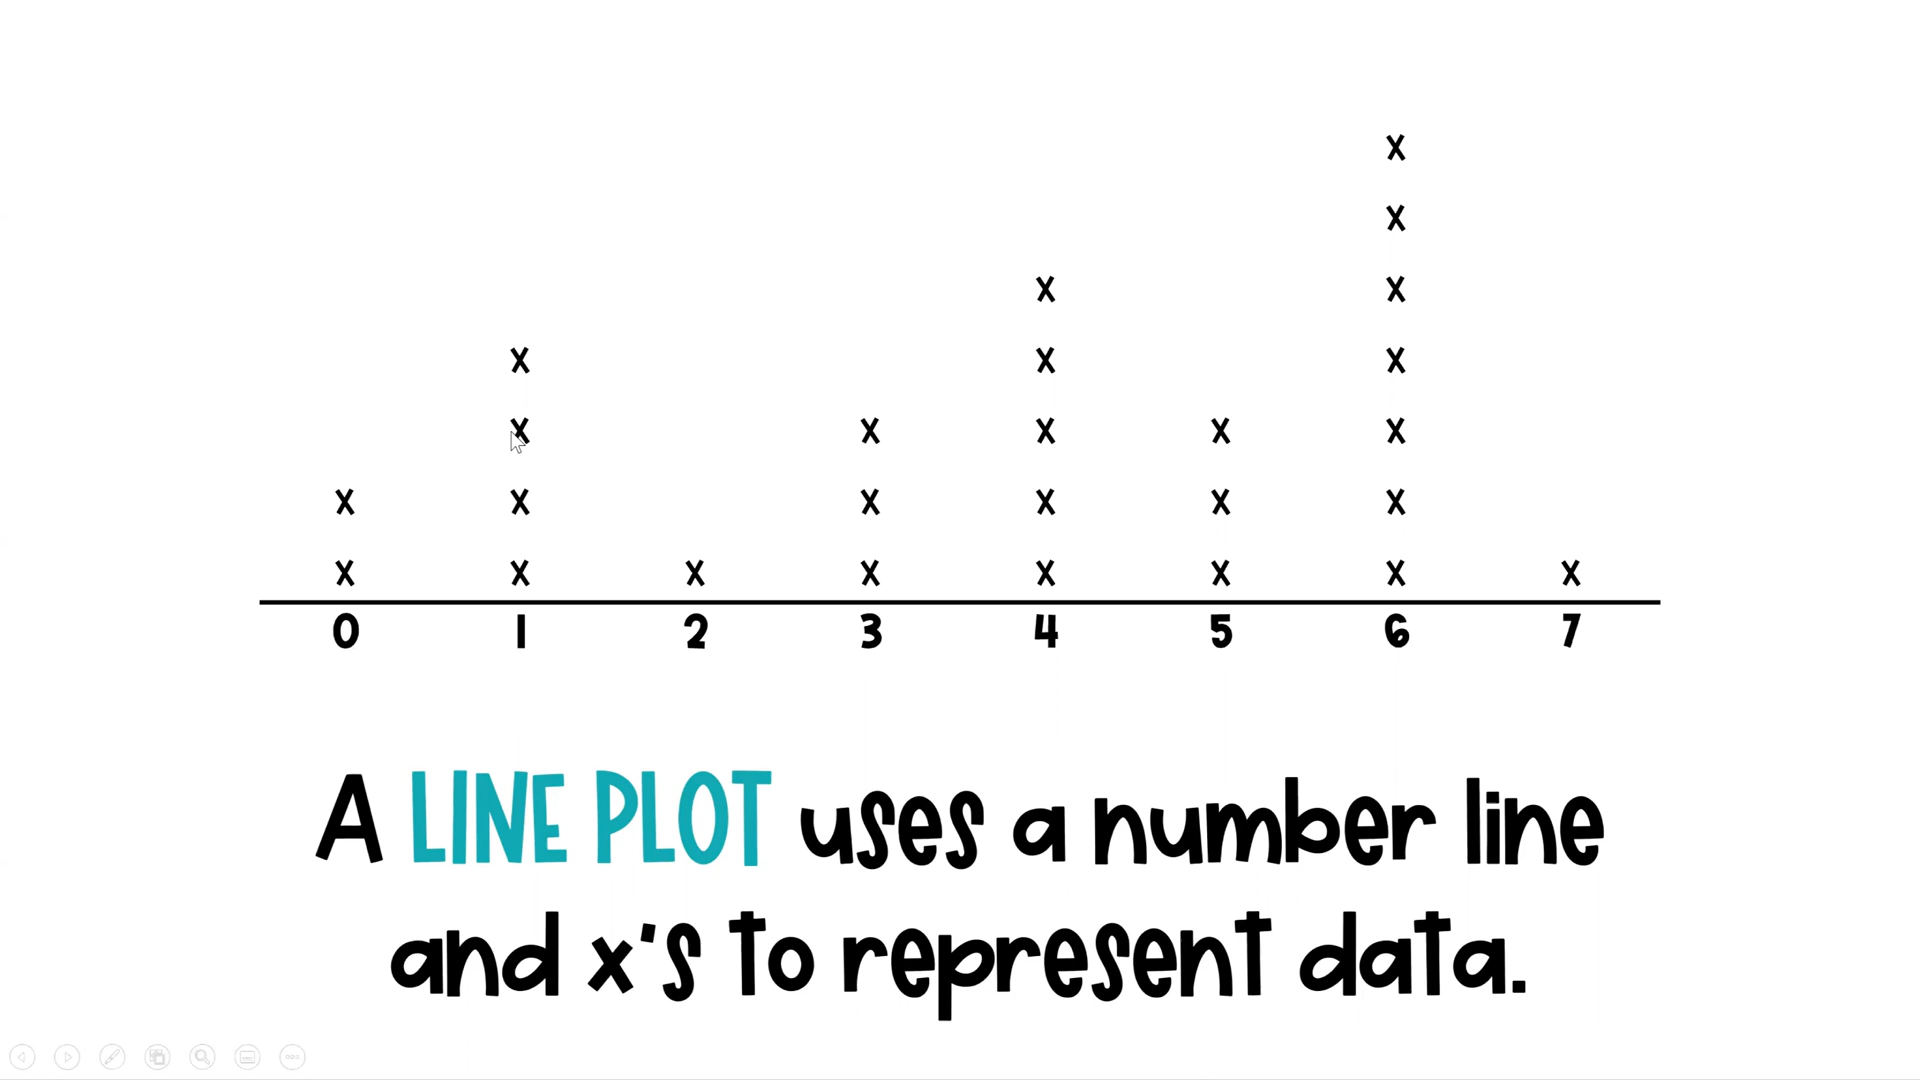 x
x
x x
x x x
x x x x x
x x x x x x
x x x x x x x x
0 1 2 3 4 5 6 7
A LINE PLOT uses a number line
and x's to represent data.